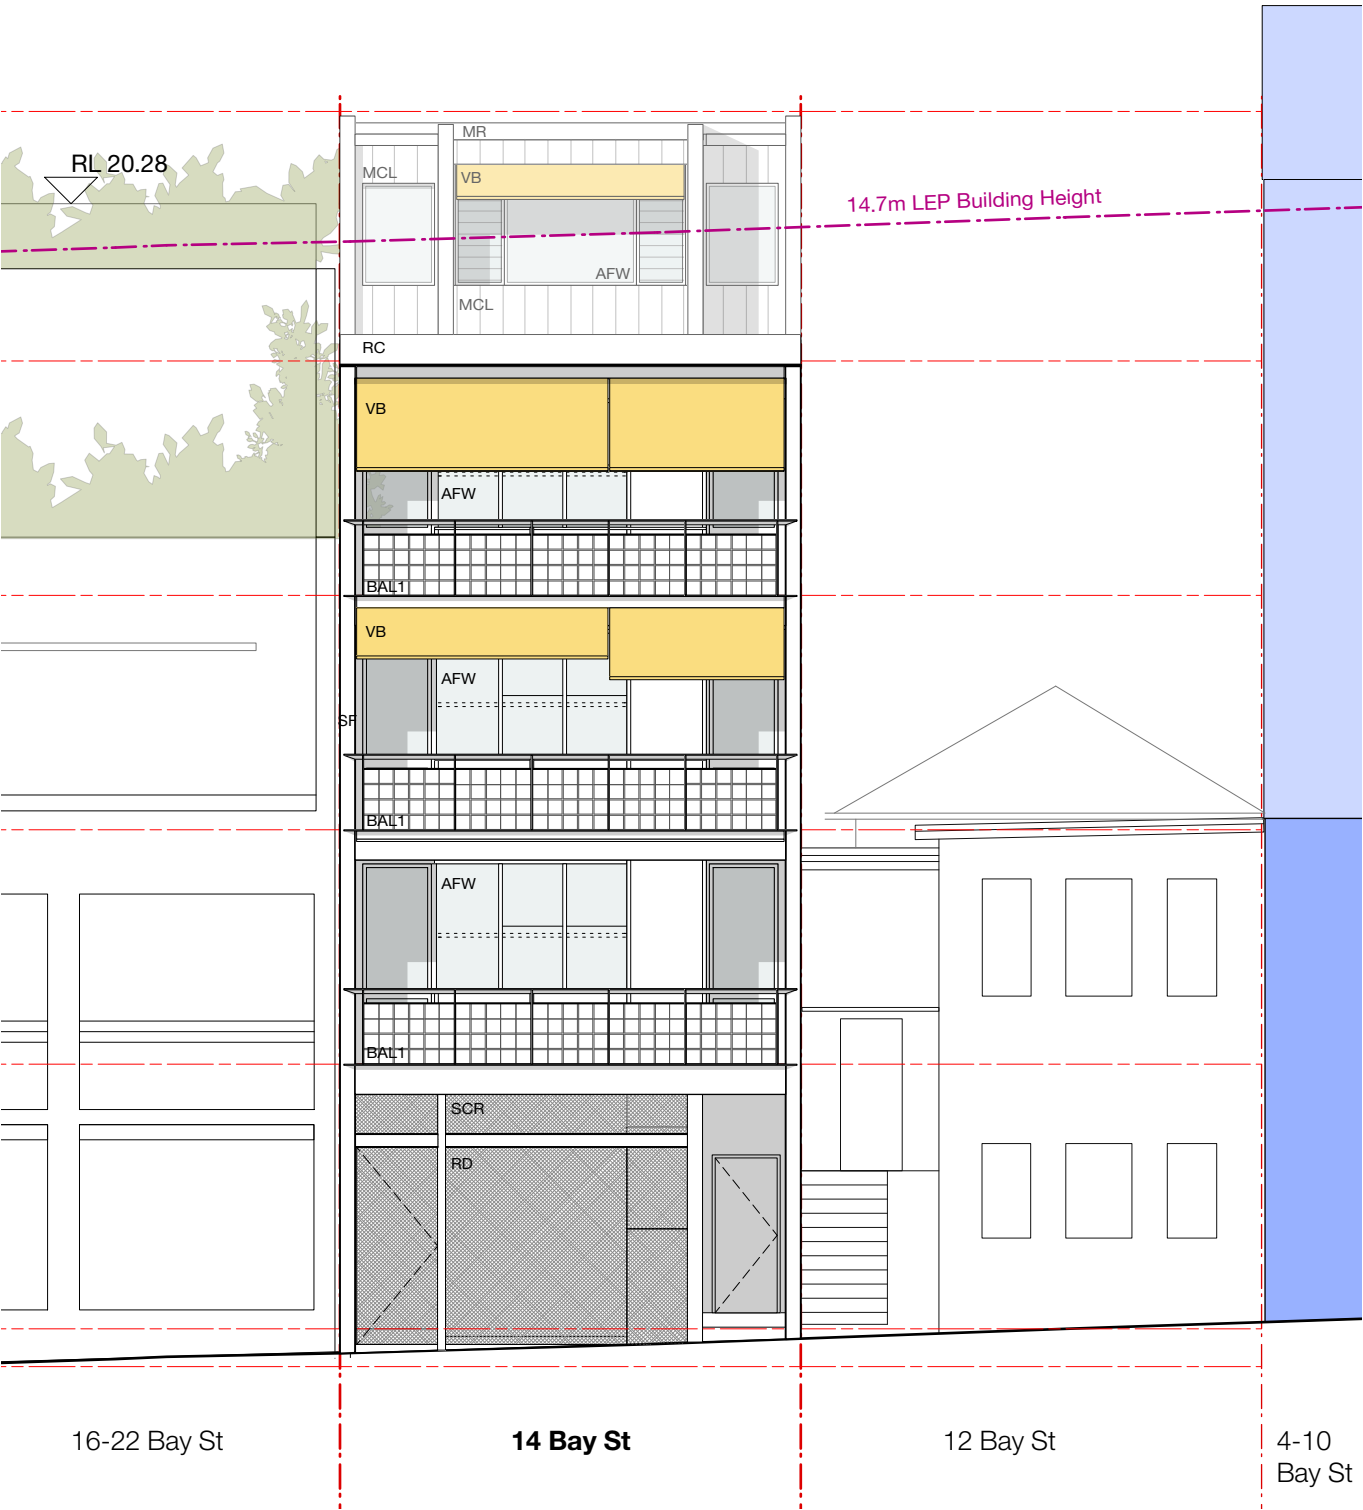 MR
RL 20.28
MCL
VB
14.7m LEP Building Height
AFW
MCL
RC
VB
AFW
BAL1
VB
AFW
SF
BAL1
AFW
BAL1
SCR
RD
16-22 Bay St
14 Bay St
12 Bay St
4-10
Bay St